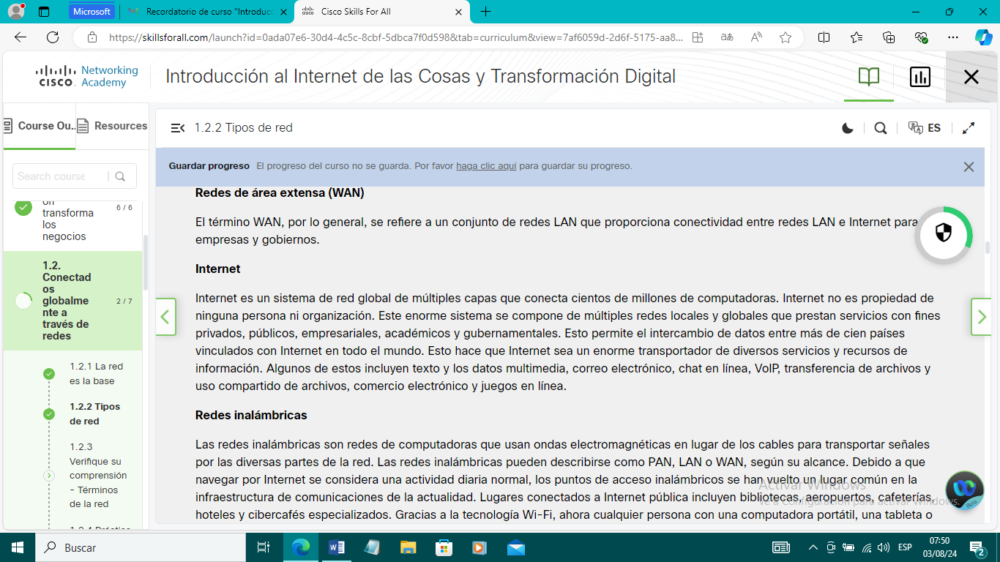 Microsoft
Recordatorio de curso "Introducc
Cisco Skills For All
https://skillsforall.com/launch?id=0ada07e6-30d4-4c5c-8cbf-5dbca7f0d598&tab=curriculum&view=7af6059d-2d6f-5175-aa8...
CISCO Networking Academy
Introducción al Internet de las Cosas y Transformación Digital
Course Ou..
Resources
1.2.2 Tipos de red
ES
Search course
Guardar progreso El progreso del curso no se guarda. Por favor haga clic aquí para guardar su progreso.
transforma
los
negocios
6 / 6
1.2.
Conectad
os
globalme
nte a
través de
redes
2 / 7
1.2.1 La red
es la base
1.2.2 Tipos
de red
1.2.3
Verifique su
comprensión
- Términos
de la red
1.2.4 Práctica
Redes de área extensa (WAN)
El término WAN, por lo general, se refiere a un conjunto de redes LAN que proporciona conectividad entre redes LAN e Internet para
empresas y gobiernos.
Internet
Internet es un sistema de red global de múltiples capas que conecta cientos de millones de computadoras. Internet no es propiedad de
ninguna persona ni organización. Este enorme sistema se compone de múltiples redes locales y globales que prestan servicios con fines
privados, públicos, empresariales, académicos y gubernamentales. Esto permite el intercambio de datos entre más de cien países
vinculados con Internet en todo el mundo. Esto hace que Internet sea un enorme transportador de diversos servicios y recursos de
información. Algunos de estos incluyen texto y los datos multimedia, correo electrónico, chat en línea, VoIP, transferencia de archivos y
uso compartido de archivos, comercio electrónico y juegos en línea.
Redes inalámbricas
Las redes inalámbricas son redes de computadoras que usan ondas electromagnéticas en lugar de los cables para transportar señales
por las diversas partes de la red. Las redes inalámbricas pueden describirse como PAN, LAN o WAN, según su alcance. Debido a que
navegar por Internet se considera una actividad diaria normal, los puntos de acceso inalámbricos se han vuelto un lugar común en la
infraestructura de comunicaciones de la actualidad. Lugares conectados a Internet pública incluyen bibliotecas, aeropuertos, cafeterías,
hoteles y cibercafés especializados. Gracias a la tecnología Wi-Fi, ahora cualquier persona con una computadora portátil, una tableta o
Activar Windows
Ve a Configuración para activar Windows.
Beta
Buscar
ESP
07:50
03/08/24
2